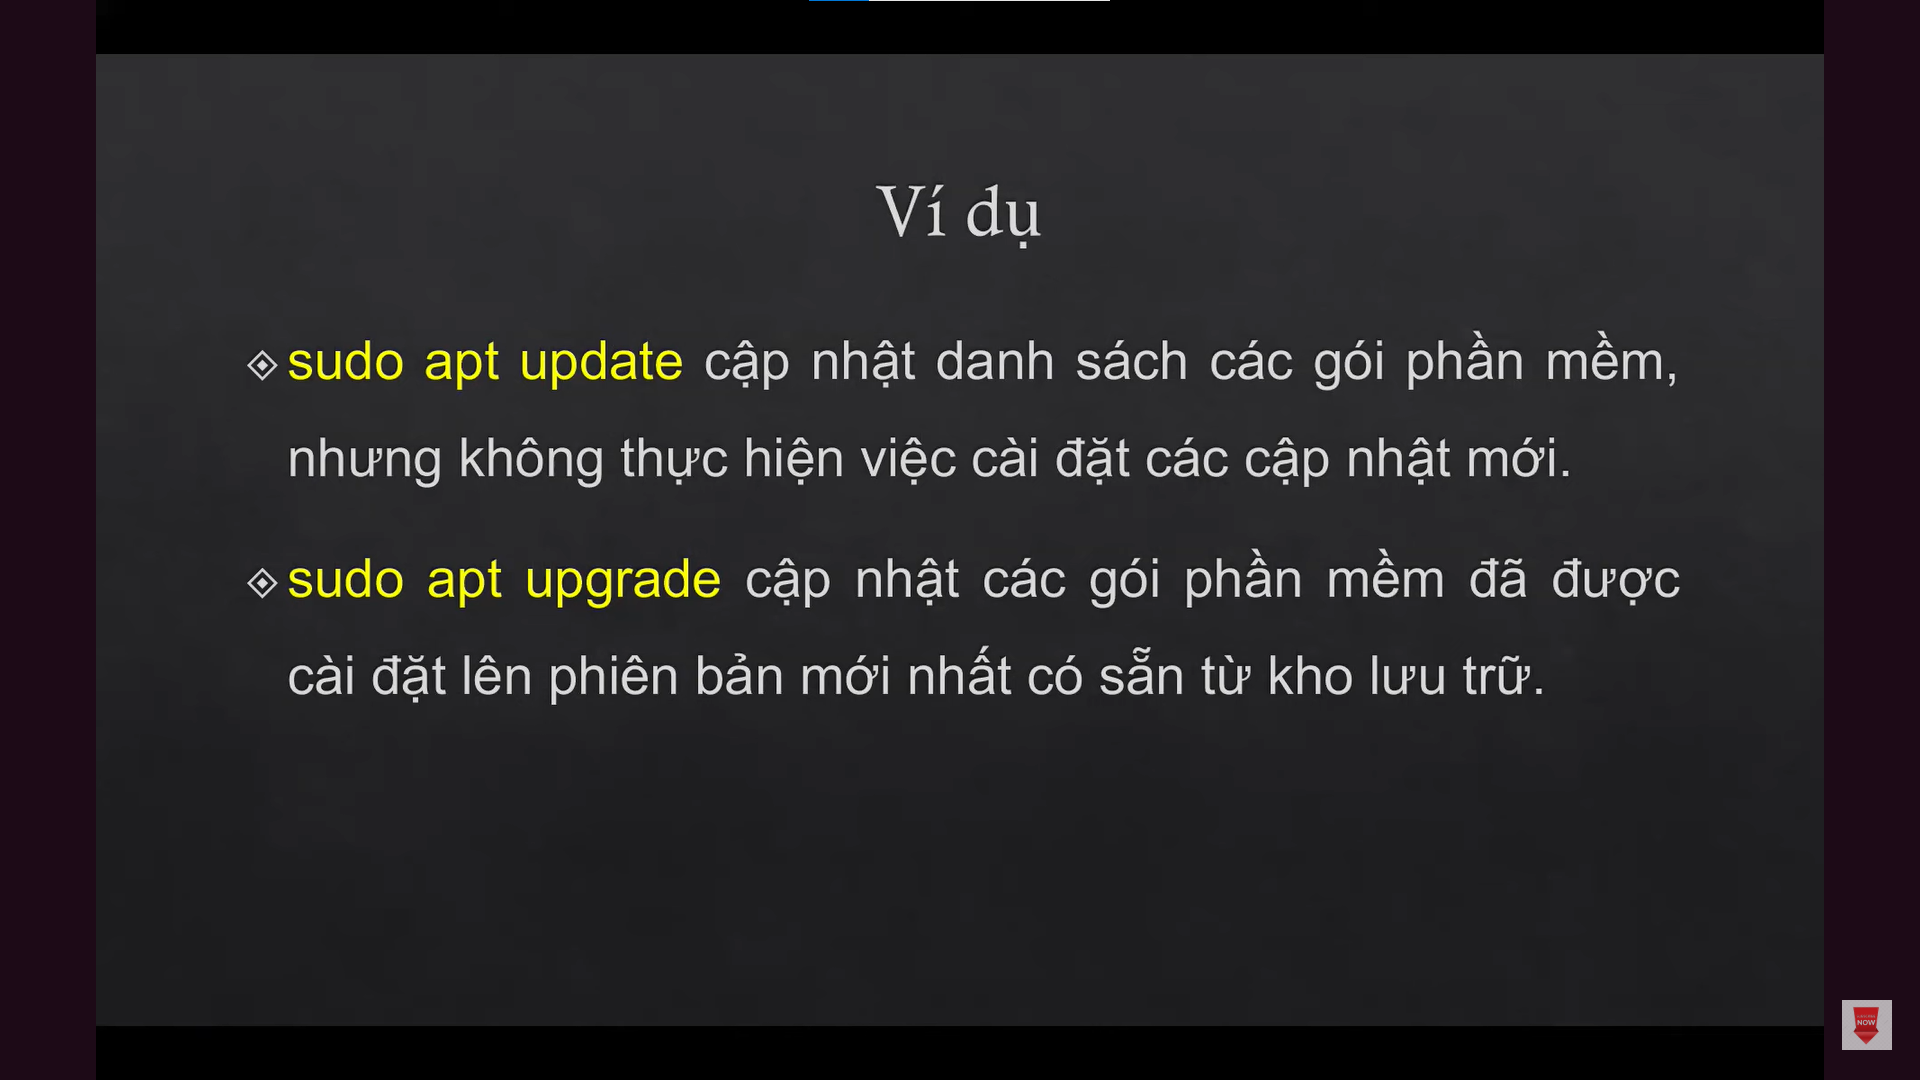 Ví dụ
sudo apt update cập nhật danh sách các gói phần mềm,
nhưng không thực hiện việc cài đặt các cập nhật mới.
sudo apt upgrade cập nhật các gói phần mềm đã được
cài đặt lên phiên bản mới nhất có sẵn từ kho lưu trữ.
NOW